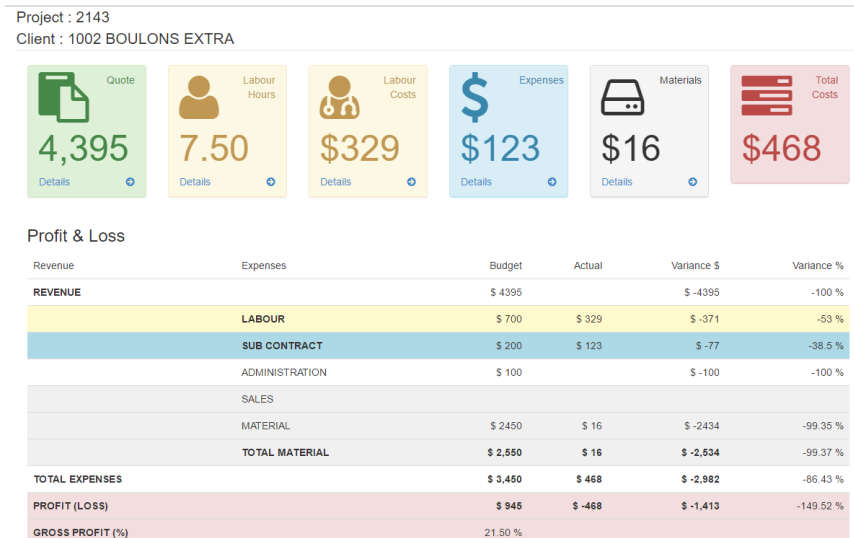 Project : 2143
Client : 1002 BOULONS EXTRA
Quote
4,395
Details
Labour
Hours
7.50
Details
Labour
Costs
$329
Details
Expenses
$123
Details
Materials
$16
Details
Total
Costs
$468
Profit & Loss
Revenue Expenses Budget Actual Variance $ Variance %
REVENUE $ 4395 $ -4395 -100 %
LABOUR $ 700 $ 329 $ -371 -53 %
SUB CONTRACT $ 200 $ 123 $ -77 -38.5 %
ADMINISTRATION $ 100 $ -100 -100 %
SALES
MATERIAL $ 2450 $ 16 $ -2434 -99.35 %
TOTAL MATERIAL $ 2,550 $ 16 $ -2,534 -99.37 %
TOTAL EXPENSES $ 3,450 $ 468 $ -2,982 -86.43 %
PROFIT (LOSS) $ 945 $ -468 $ -1,413 -149.52 %
GROSS PROFIT (%) 21.50 %